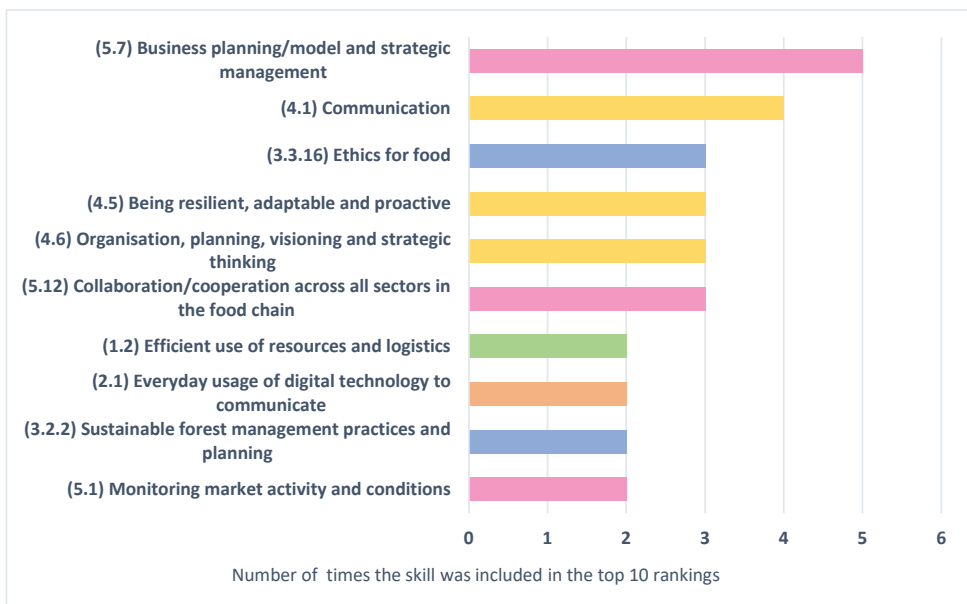 (5.7) Business planning/model and strategic
management
(4.1) Communication
(3.3.16) Ethics for food
(4.5) Being resilient, adaptable and proactive
(4.6) Organisation, planning, visioning and strategic
thinking
(5.12) Collaboration/cooperation across all sectors in
the food chain
(1.2) Efficient use of resources and logistics
(2.1) Everyday usage of digital technology to
communicate
(3.2.2) Sustainable forest management practices and
planning
(5.1) Monitoring market activity and conditions
0 1 2 3 4 5 6
Number of times the skill was included in the top 10 rankings